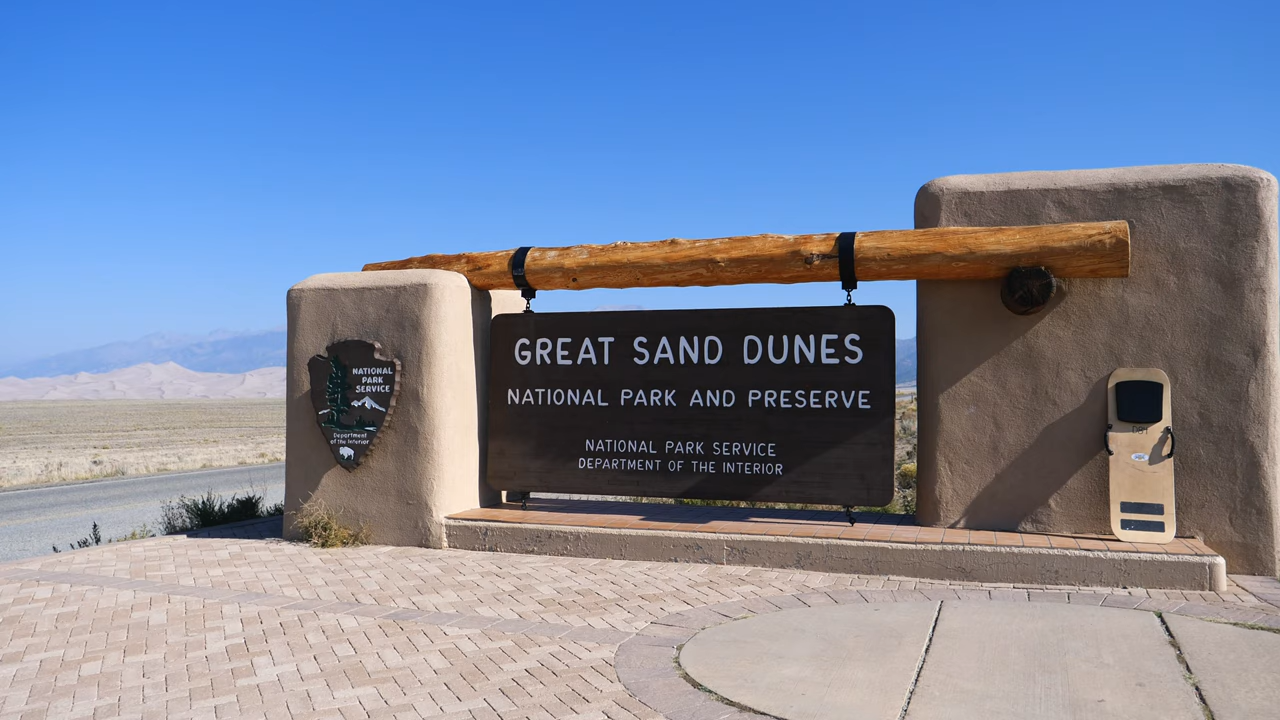 NATIONAL
PARK
SERVICE
Department
of the Interior
GREAT SAND DUNES
NATIONAL PARK AND PRESERVE
NATIONAL PARK SERVICE
DEPARTMENT OF THE INTERIOR